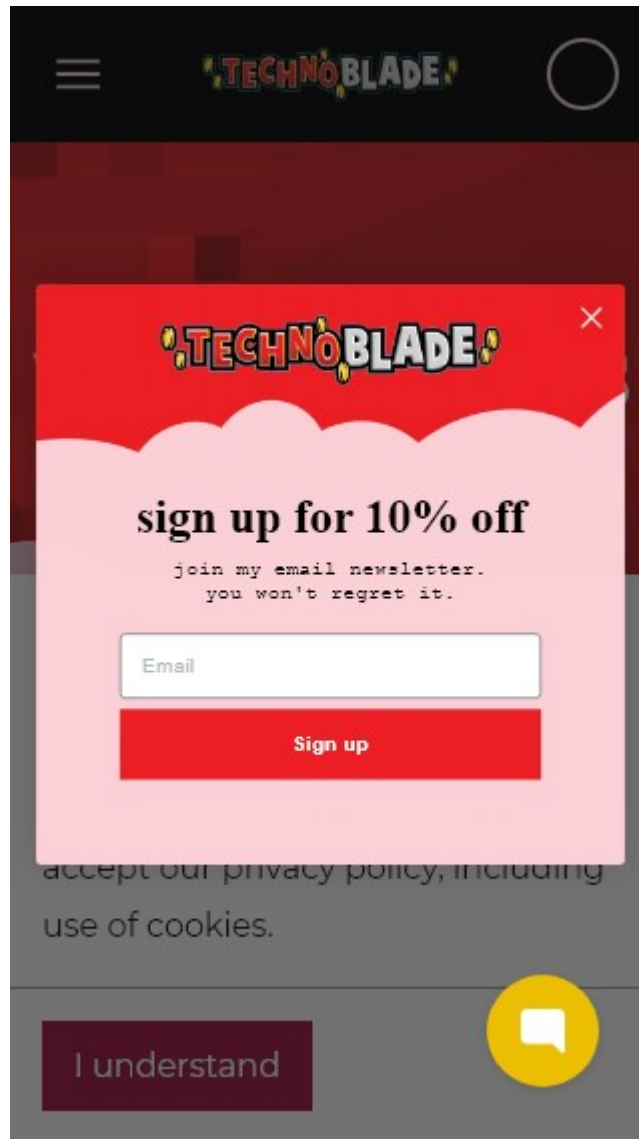 TECHNOBLADE
TECHNOBLADE
sign up for 10% off
join my email newsletter.
you won't regret it.
Email
Sign up
accept our privacy policy, including
use of cookies.
I understand